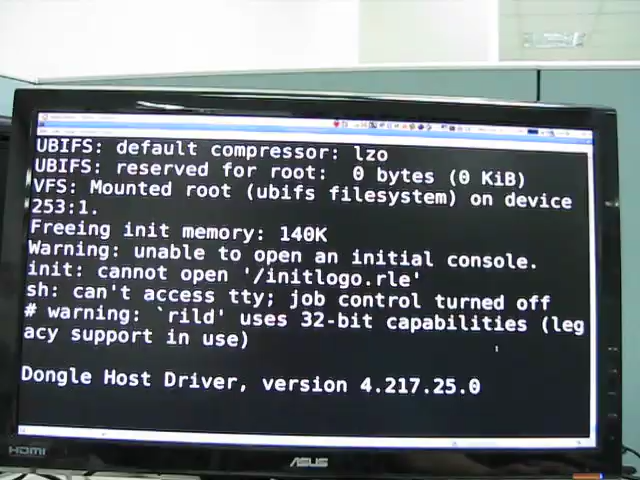 UBIFS: default compressor: lzo
UBIFS: reserved for root:  0 bytes (0 KiB)
VFS: Mounted root (ubifs filesystem) on device
253:1.
Freeing init memory: 140K
Warning: unable to open an initial console.
init: cannot open '/initlogo.rle'
sh: can't access tty; job control turned off
# warning: `rild' uses 32-bit capabilities (leg
acy support in use)
Dongle Host Driver, version 4.217.25.0
HDMI
ASUS